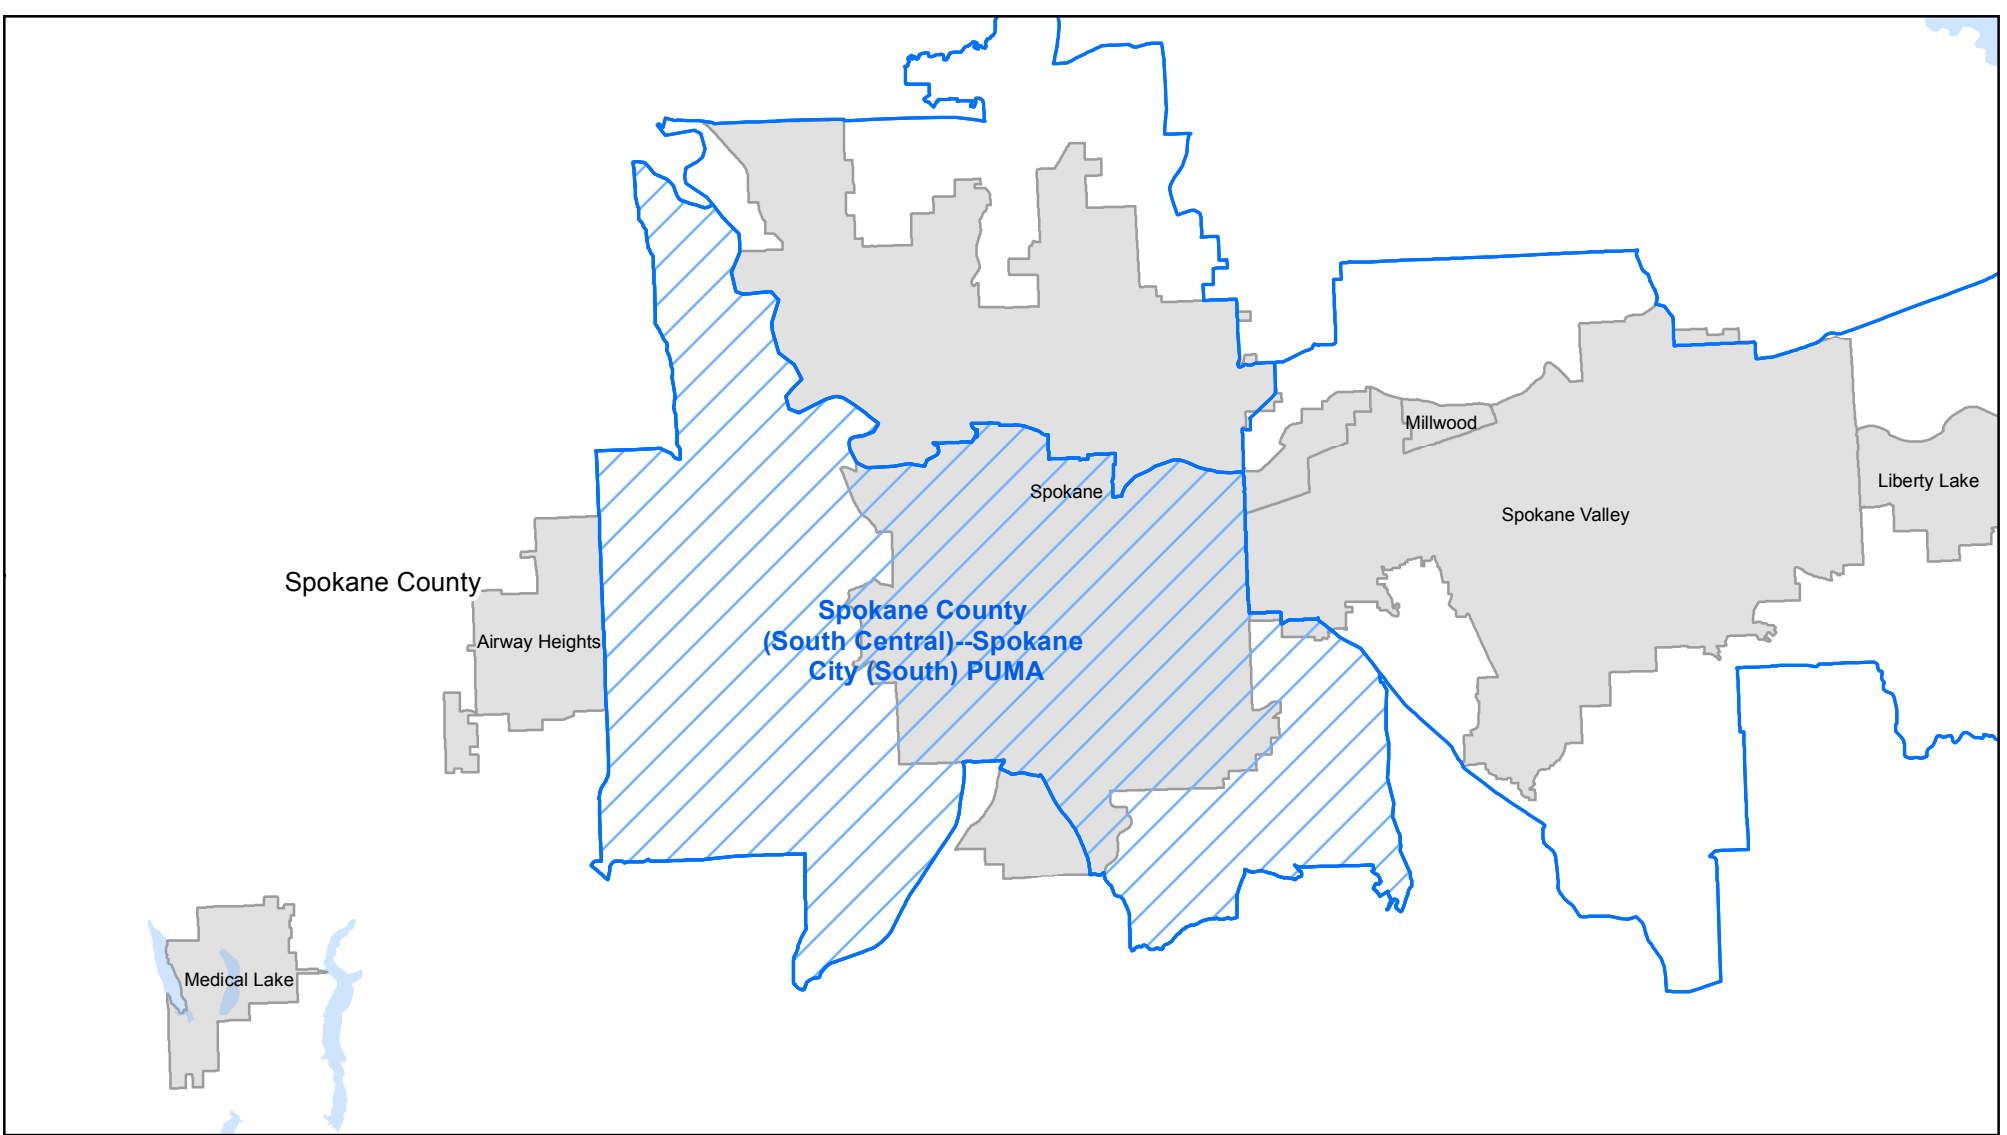 Millwood
Liberty Lake
Spokane
Spokane Valley
Spokane County
Spokane County
(South Central)--Spokane
City (South) PUMA
Airway Heights
Medical Lake